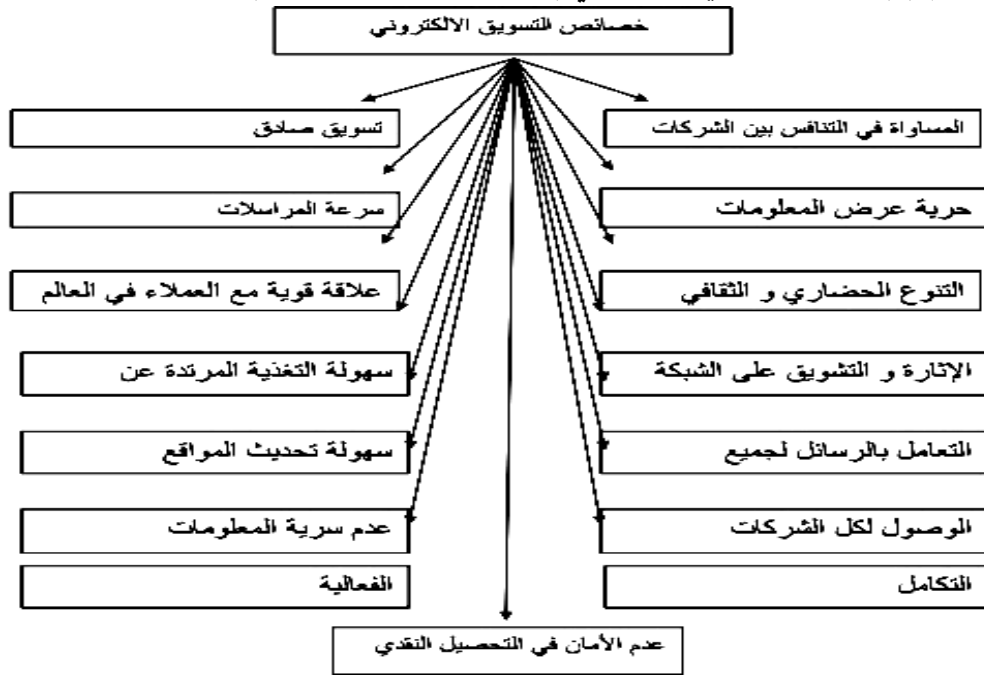 خصائص التسويق الالكتروني
المساواة في التنافس بين الشركات
تسويق صادق
حرية عرض المعلومات
سرعة المراسلات
التنوع الحضاري و الثقافي
علاقة قوية مع العملاء في العالم
الإثارة و التشويق على الشبكة
سهولة التغذية المرتدة عن
التعامل بالرسائل لجميع
سهولة تحديث المواقع
الوصول لكل الشركات
عدم سرية المعلومات
التكامل
الفعالية
عدم الأمان في التحصيل النقدي